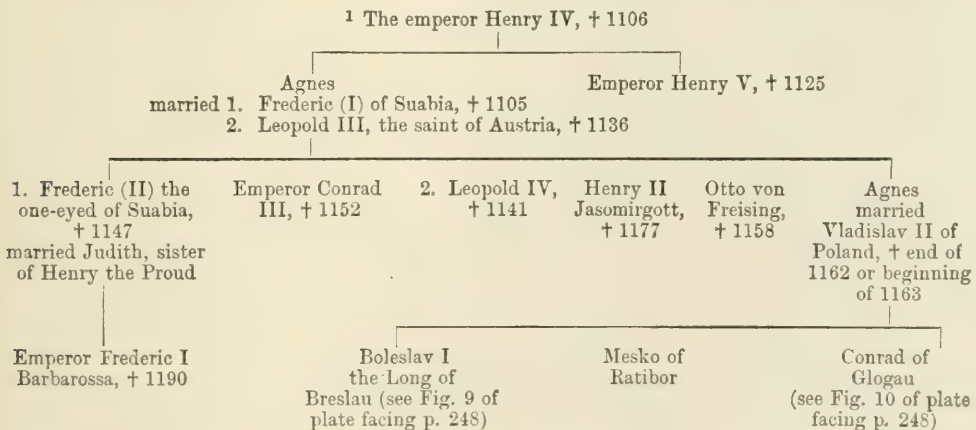 1 The emperor Henry IV, † 1106
Agnes
married 1. Frederic (I) of Suabia, † 1105
2. Leopold III, the saint of Austria, † 1136
Emperor Henry V, † 1125
1. Frederic (II) the
one-eyed of Suabia,
† 1147
married Judith, sister
of Henry the Proud
Emperor Conrad
III, † 1152
2. Leopold IV,
† 1141
Henry II
Jasomirgott,
† 1177
Otto von
Freising,
† 1158
Agnes
married
Vladislav II of
Poland, † end of
1162 or beginning
of 1163
Emperor Frederic I
Barbarossa, † 1190
Boleslav I
the Long of
Breslau (see Fig. 9 of
plate facing p. 248)
Mesko of
Ratibor
Conrad of
Glogau
(see Fig. 10 of plate
facing p. 248)